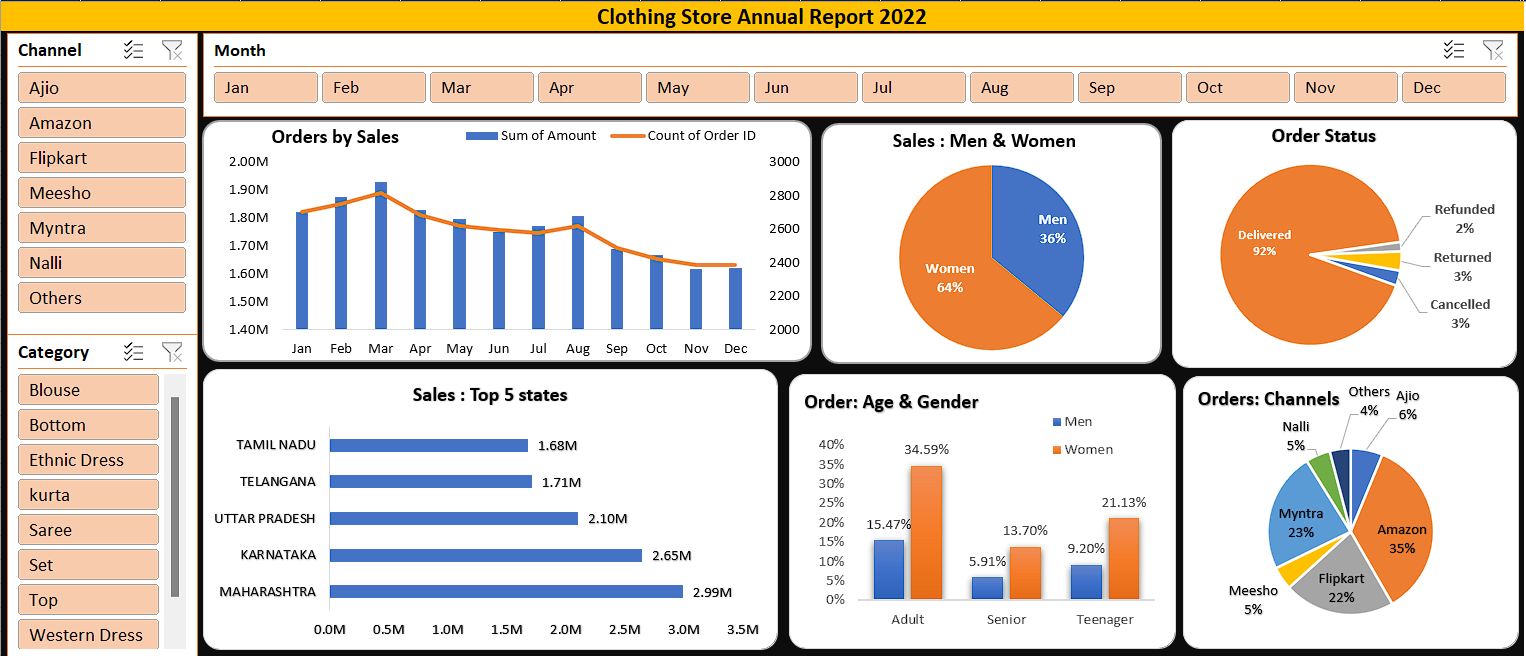 Clothing Store Annual Report 2022
Channel
Ajio
Amazon
Flipkart
Meesho
Myntra
Nalli
Others
Month
Jan Feb Mar Apr May Jun Jul Aug Sep Oct Nov Dec
Category
Blouse
Bottom
Ethnic Dress
kurta
Saree
Set
Top
Western Dress
Orders by Sales
Sum of Amount Count of Order ID
2.00M 3000
1.90M 2800
1.80M 2600
1.70M 2400
1.60M 2200
1.50M 2000
1.40M
Jan Feb Mar Apr May Jun Jul Aug Sep Oct Nov Dec
Sales : Men & Women
Men
36%
Women
64%
Order Status
Delivered
92%
Refunded
2%
Returned
3%
Cancelled
3%
Sales : Top 5 states
TAMIL NADU 1.68M
TELANGANA 1.71M
UTTAR PRADESH 2.10M
KARNATAKA 2.65M
MAHARASHTRA 2.99M
0.0M 0.5M 1.0M 1.5M 2.0M 2.5M 3.0M 3.5M
Order: Age & Gender
Men
Women
40%
35%
30%
25%
20%
15%
10%
5%
0%
15.47% 34.59%
5.91% 13.70%
9.20% 21.13%
Adult Senior Teenager
Orders: Channels
Others
4%
Ajio
6%
Nalli
5%
Myntra
23%
Amazon
35%
Flipkart
22%
Meesho
5%